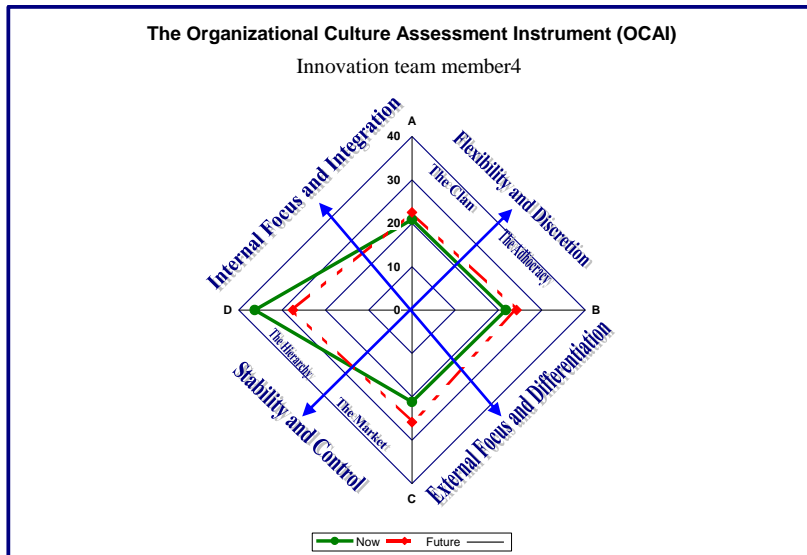 The Organizational Culture Assessment Instrument (OCAI)
Innovation team member4
A
40
Internal Focus and Integration
Flexibility and Discretion
The Clan
30
20
The Adhocracy
10
D
0
B
The Hierarchy
Stability and Control
The Market
External Focus and Differentiation
C
Now
Future